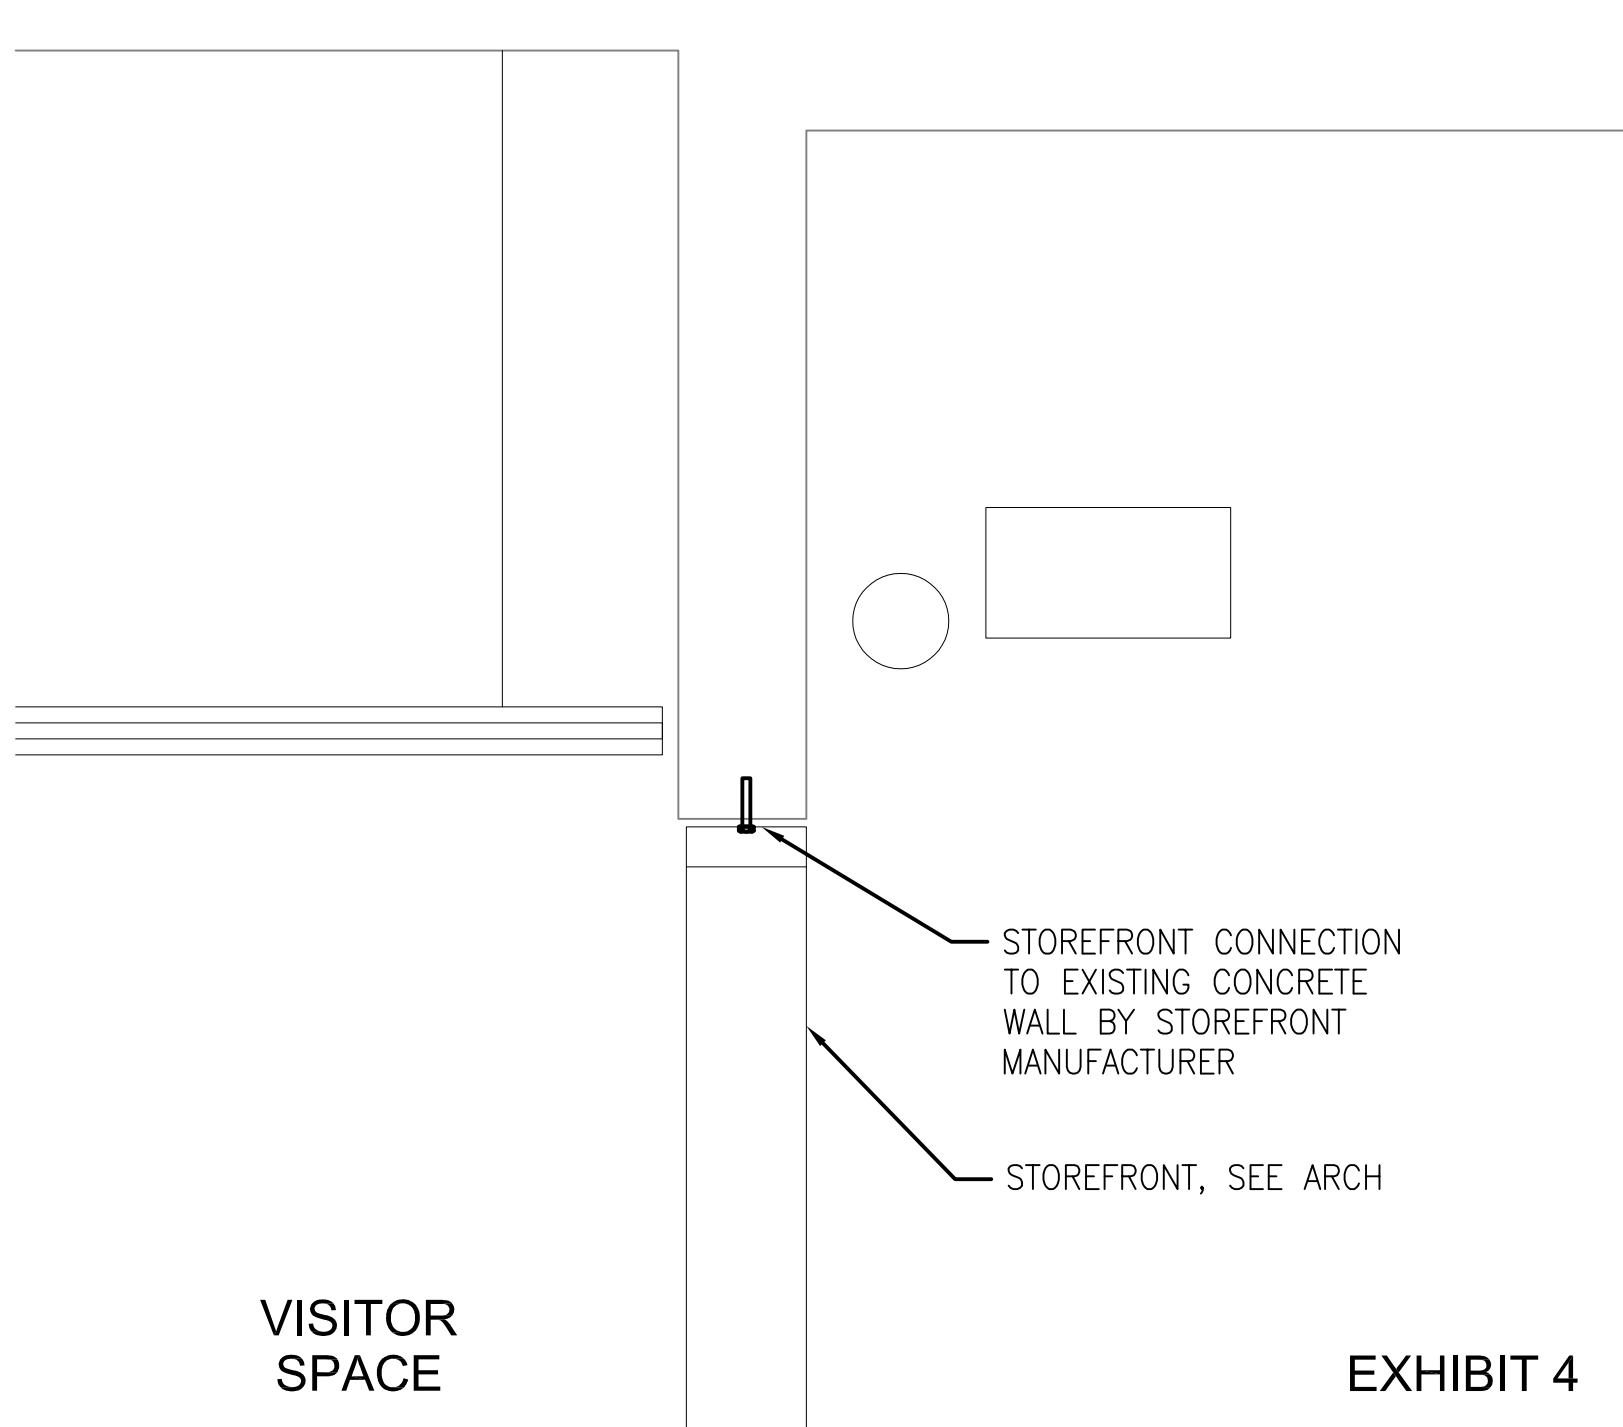 STOREFRONT CONNECTION
TO EXISTING CONCRETE
WALL BY STOREFRONT
MANUFACTURER
STOREFRONT, SEE ARCH
VISITOR
SPACE
EXHIBIT 4